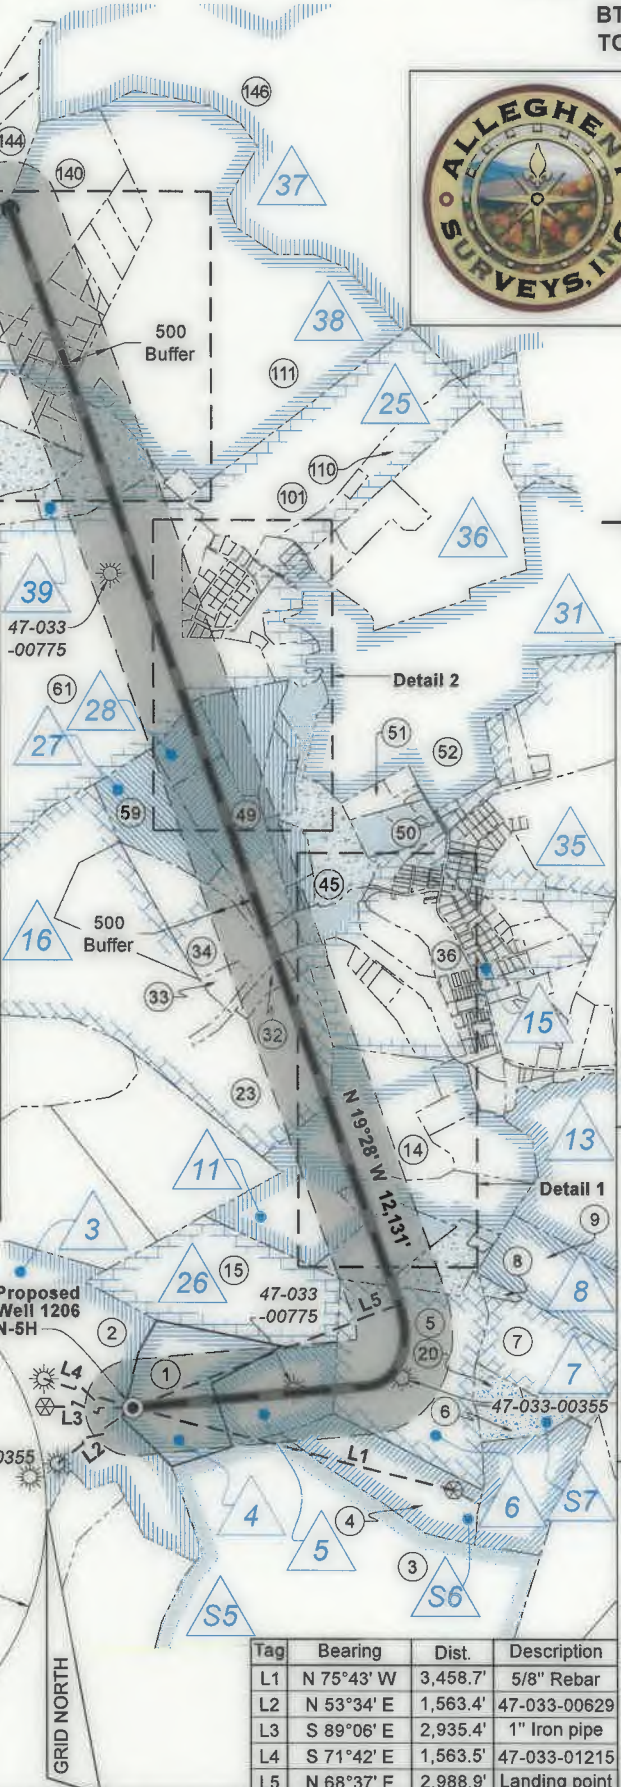 BT
TO
ALLEGHENY
SURVEYS, INC
144
140
146
37
500
Buffer
38
111
25
110
101
36
39
47-033
-00775
31
61
28
27
Detail 2
51
52
59
49
50
35
45
16
500
Buffer
34
36
33
32
15
23
N 19°28' W 12,131'
14
13
11
Detail 1
9
3
8
8
26
15
47-033
-00775
L5
Proposed
Well 1206
N-5H
2
5
7
20
7
1
L4
L3
47-033-00355
6
0355
L2
L1
4
4
5
6
S7
3
S6
S5
GRID NORTH
Tag Bearing Dist. Description
L1 N 75°43' W 3,458.7' 5/8" Rebar
L2 N 53°34' E 1,563.4' 47-033-00629
L3 S 89°06' E 2,935.4' 1" Iron pipe
L4 S 71°42' E 1,563.5' 47-033-01215
L5 N 68°37' E 2,988.9' Landing point